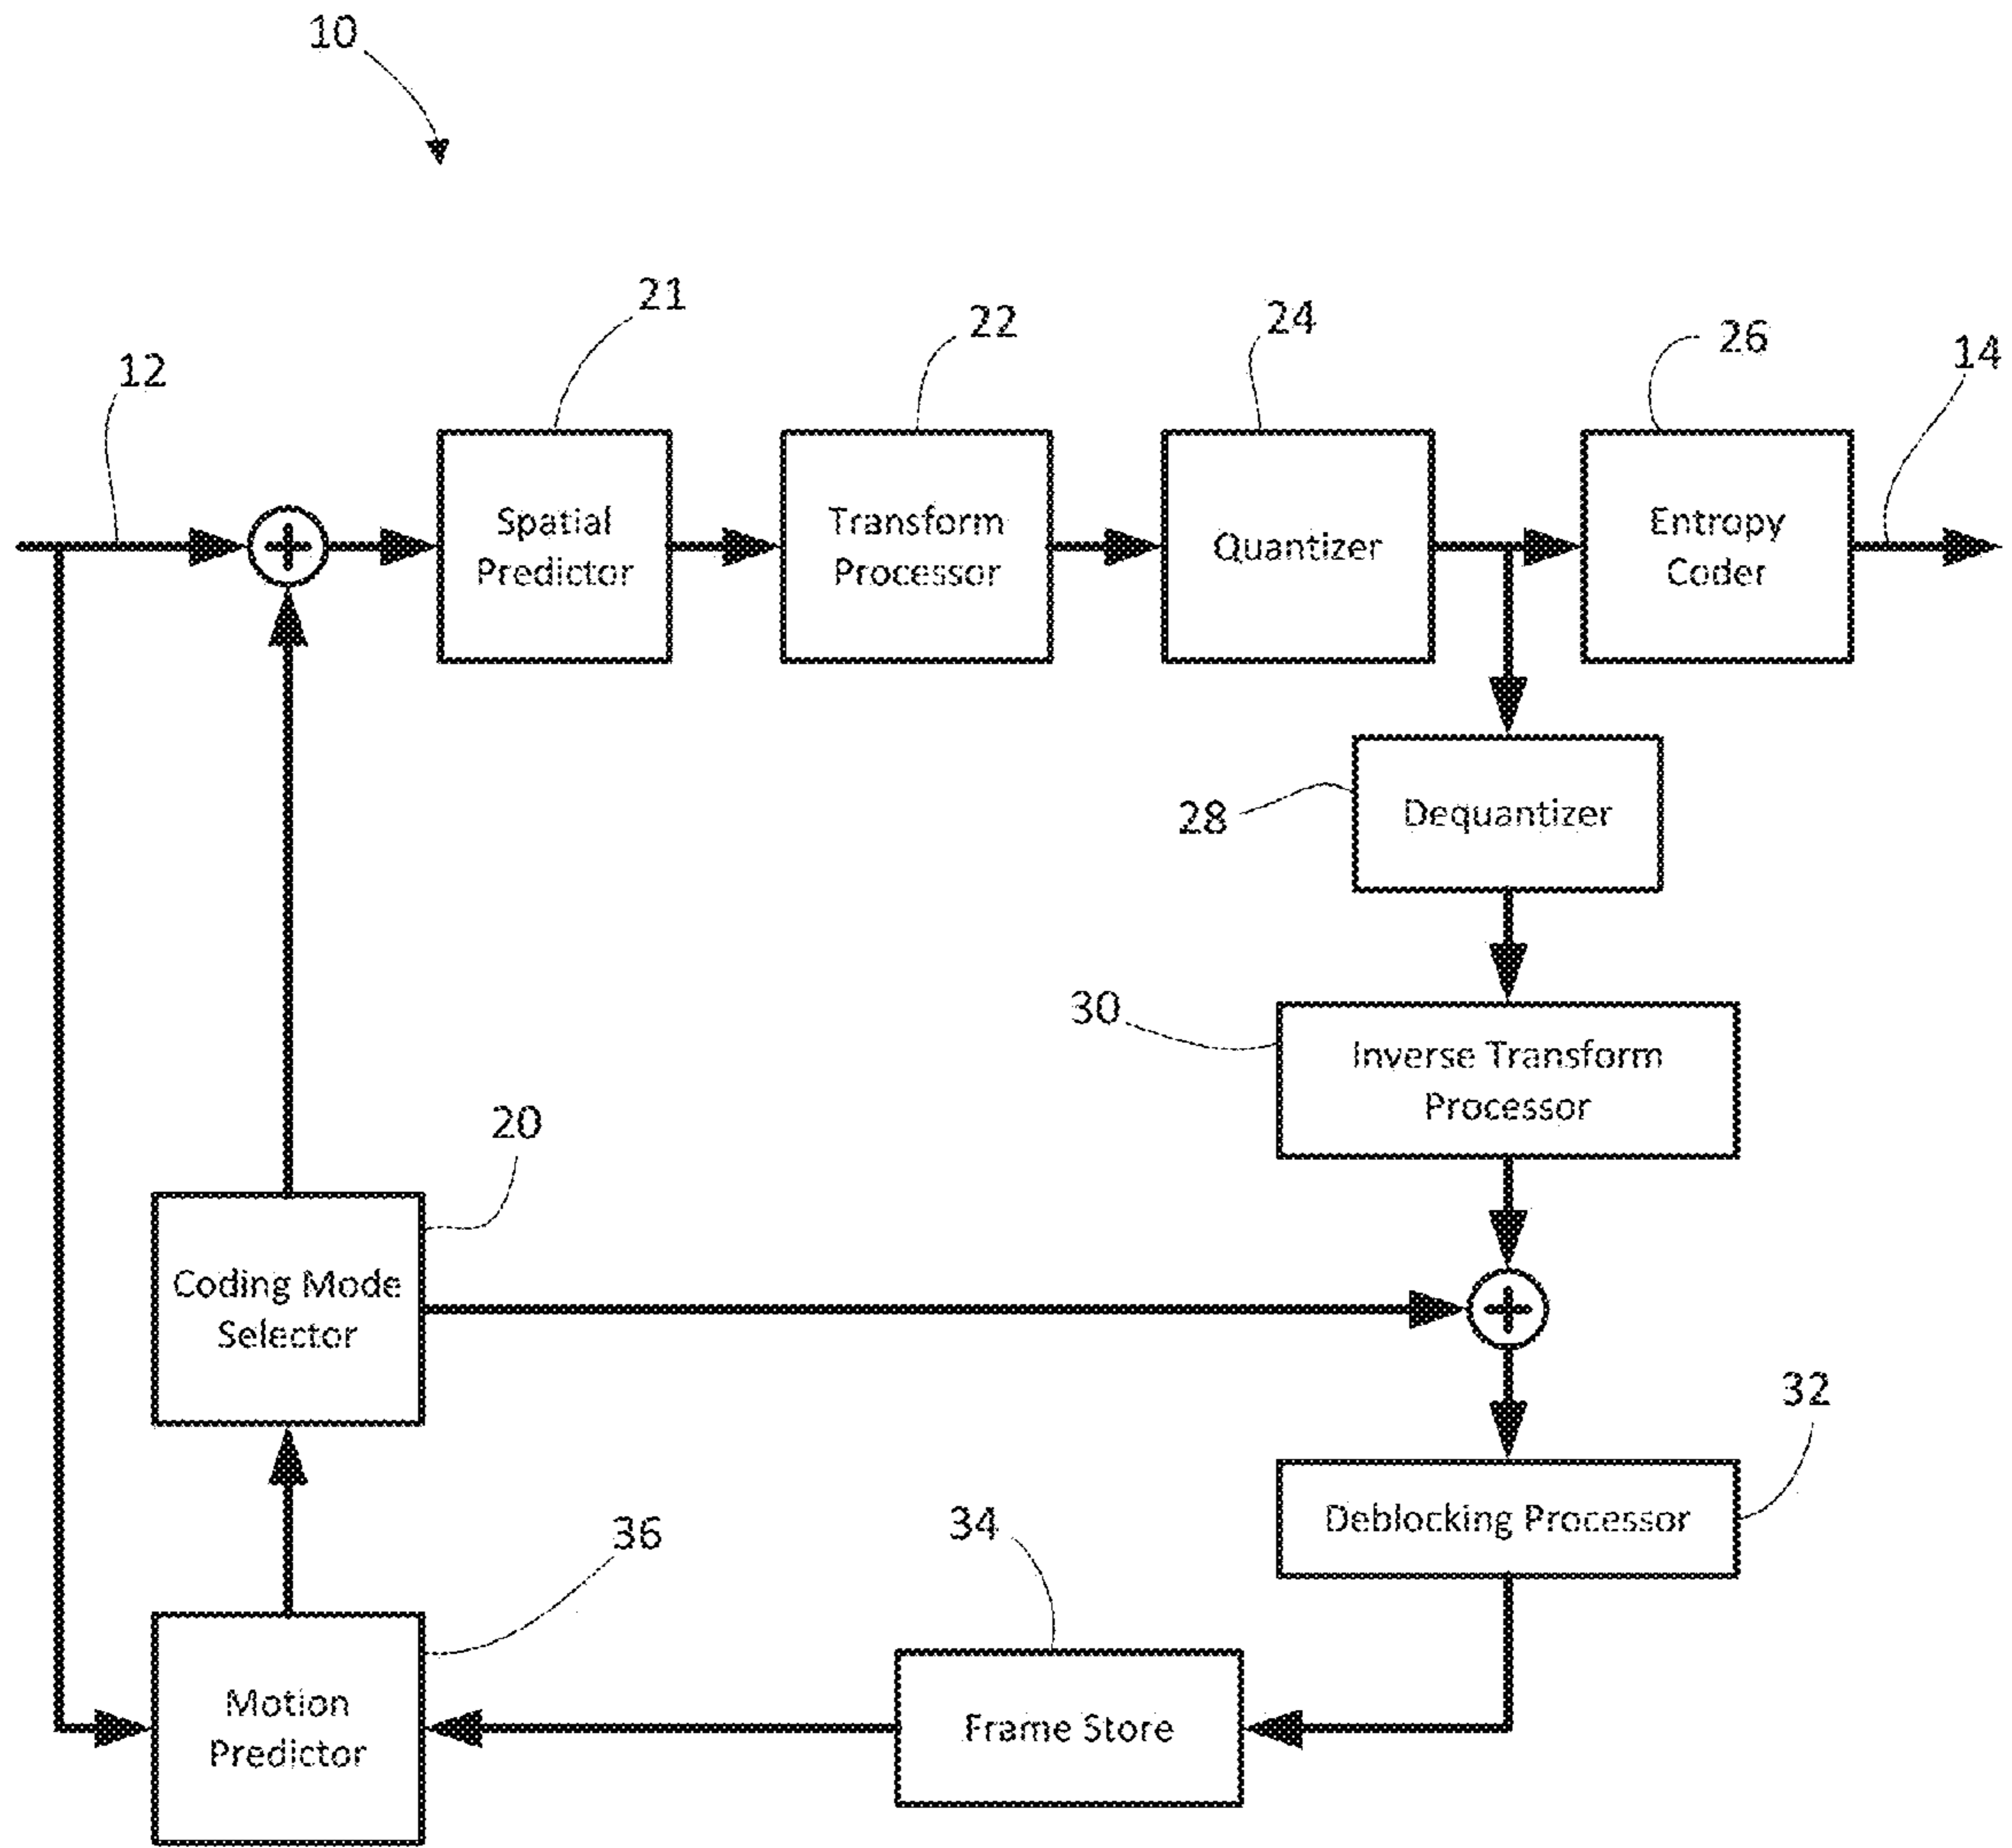 10
21
22
24
26
14
12
Spatial
Predictor
Transform
Processor
Quantizer
Entropy
Coder
28
Dequantizer
30
Inverse Transform
Processor
20
Coding Mode
Selector
32
Deblocking Processor
36
34
Motion
Predictor
Frame Store